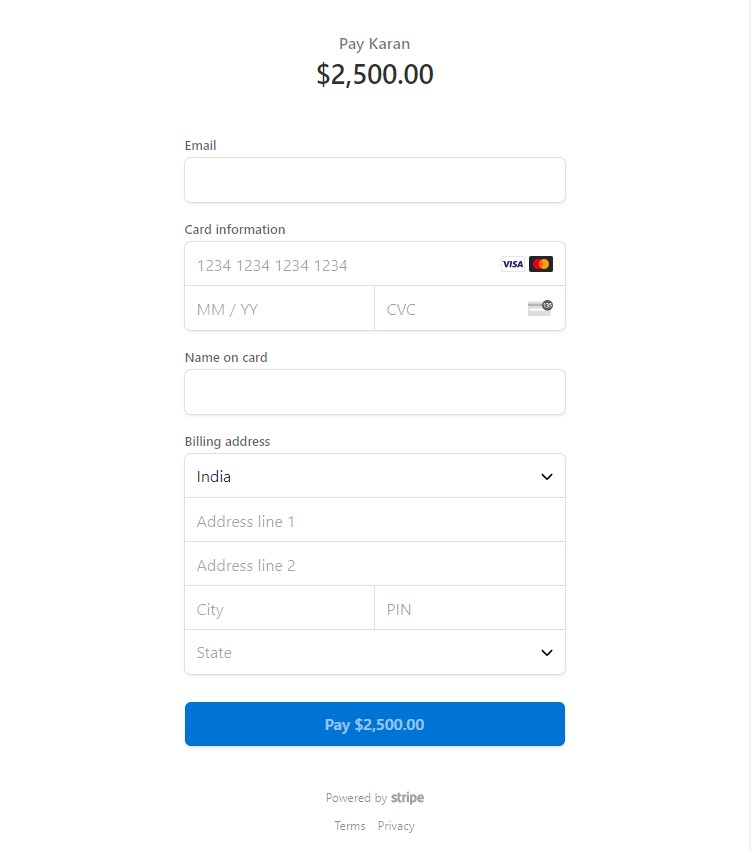 Pay Karan
$2,500.00
Email
Card information
1234 1234 1234 1234 VISA
MM / YY CVC 135
Name on card
Billing address
India
Address line 1
Address line 2
City PIN
State
Pay $2,500.00
Powered by stripe
Terms Privacy